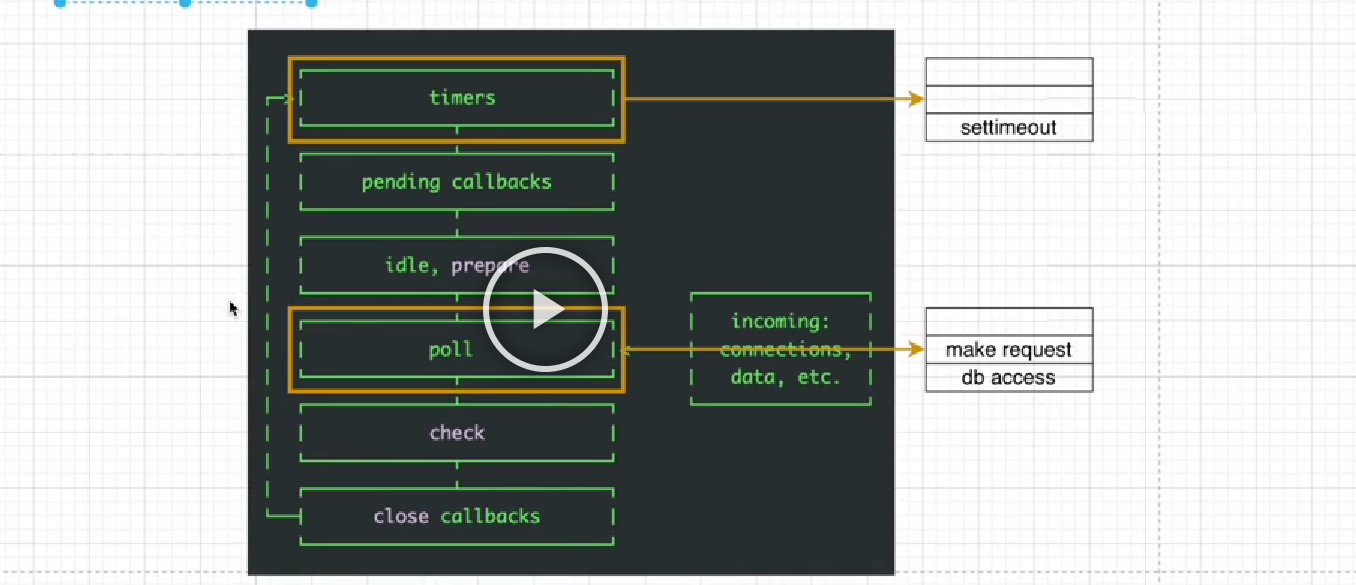 timers
settimeout
pending callbacks
idle, prepare
poll
incoming:
connections,
data, etc.
make request
db access
check
close callbacks